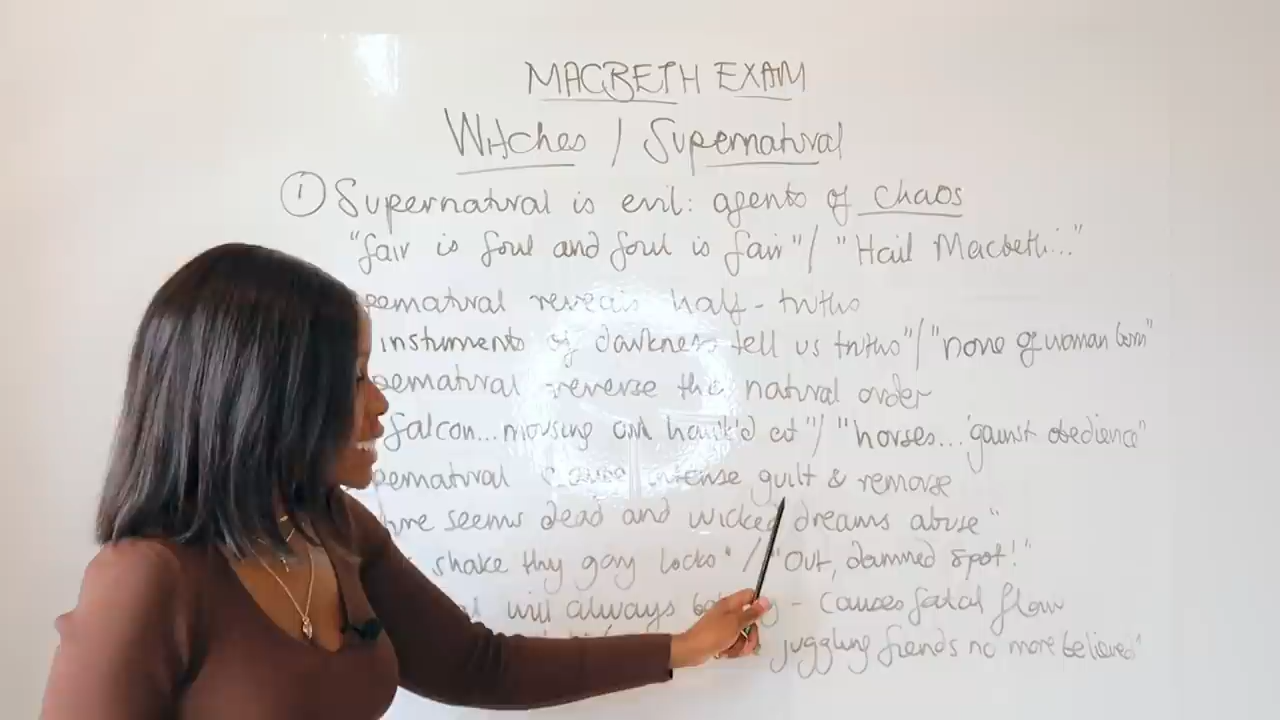 MACBETH EXAM
Witches / Supernatural
① Supernatural is evil: agents of chaos
"fair is foul and foul is fair" / "Hail Macbeth..."
pernatural reveals half-truths
instruments of darkness tell us truths" / "none of woman born"
pernatural reverse the natural order
falcon... mousing owl hawk'd at" / "horses... 'gainst obedience"
pernatural cause intense guilt & remorse
seems dead and wicked dreams abuse"
shake thy gory locks" / "Out, damned spot!"
will always - causes fatal flaw
juggling fiends no more believed"